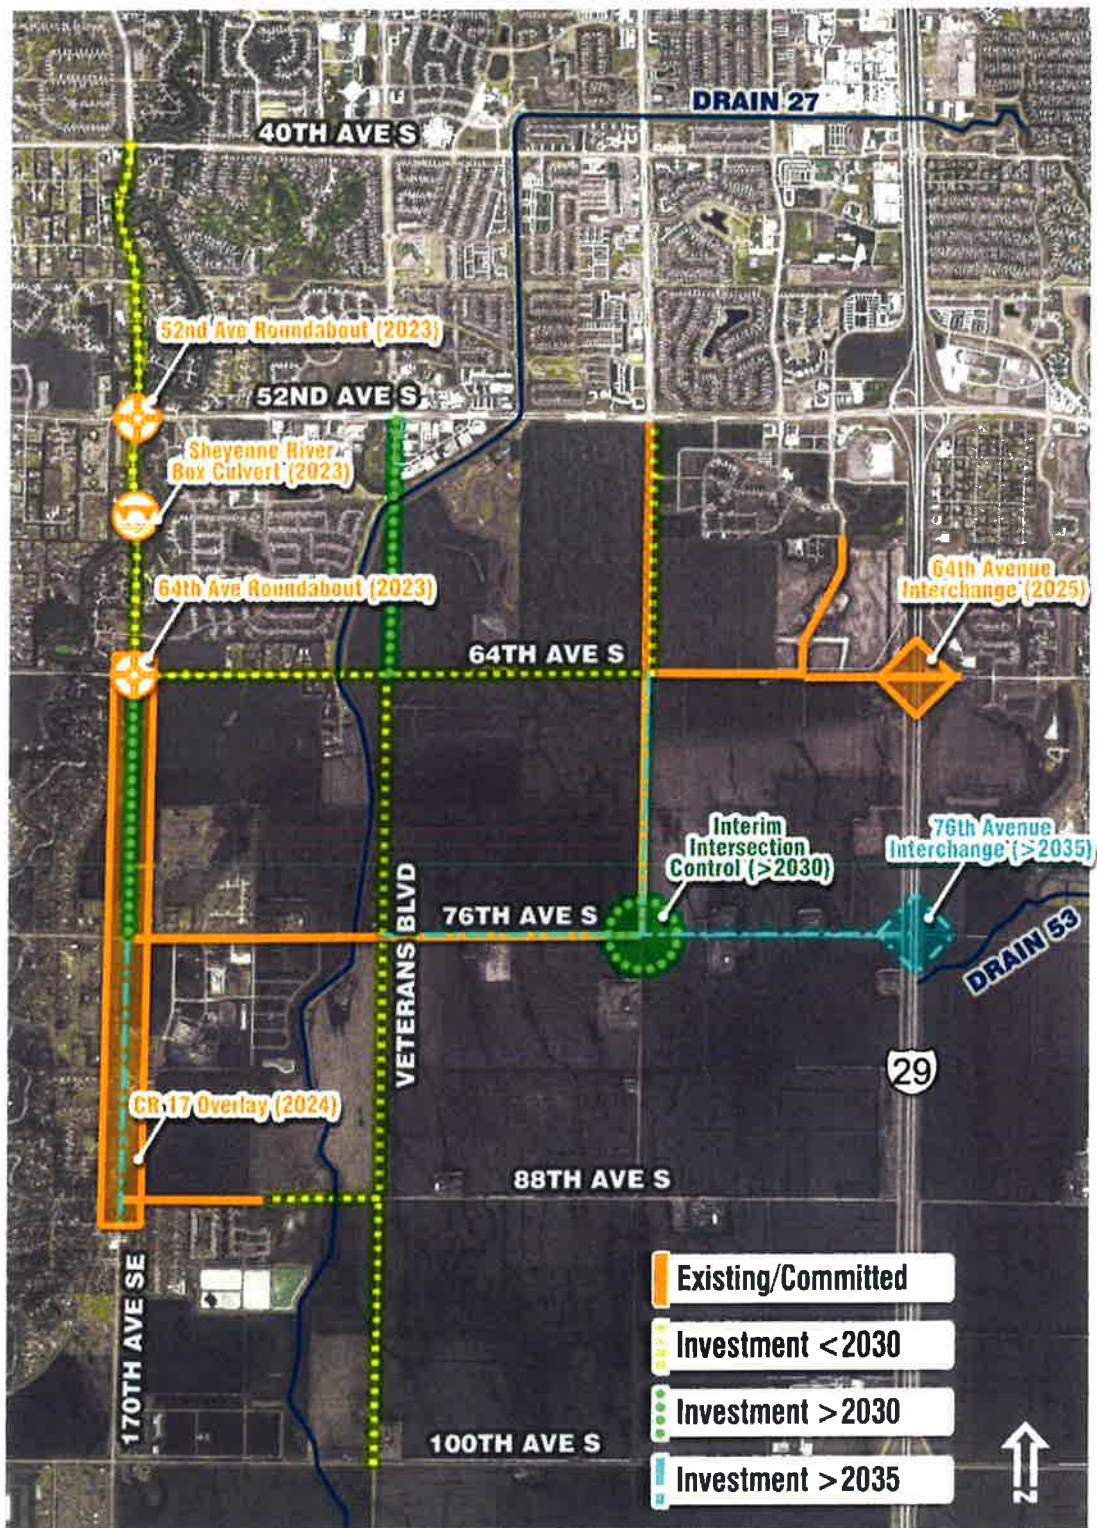 DRAIN 27
40TH AVE S
52nd Ave Roundabout (2023)
52ND AVE S
Sheyenne River
Box Culvert (2023)
64th Avenue
Interchange (2025)
64th Ave Roundabout (2023)
64TH AVE S
Interim
Intersection
Control (>2030)
76th Avenue
Interchange (>2035)
76TH AVE S
VETERANS BLVD
DRAIN 53
29
CR 17 Overlay (2024)
88TH AVE S
170TH AVE SE
Existing/Committed
Investment <2030
Investment >2030
Investment >2035
100TH AVE S
N